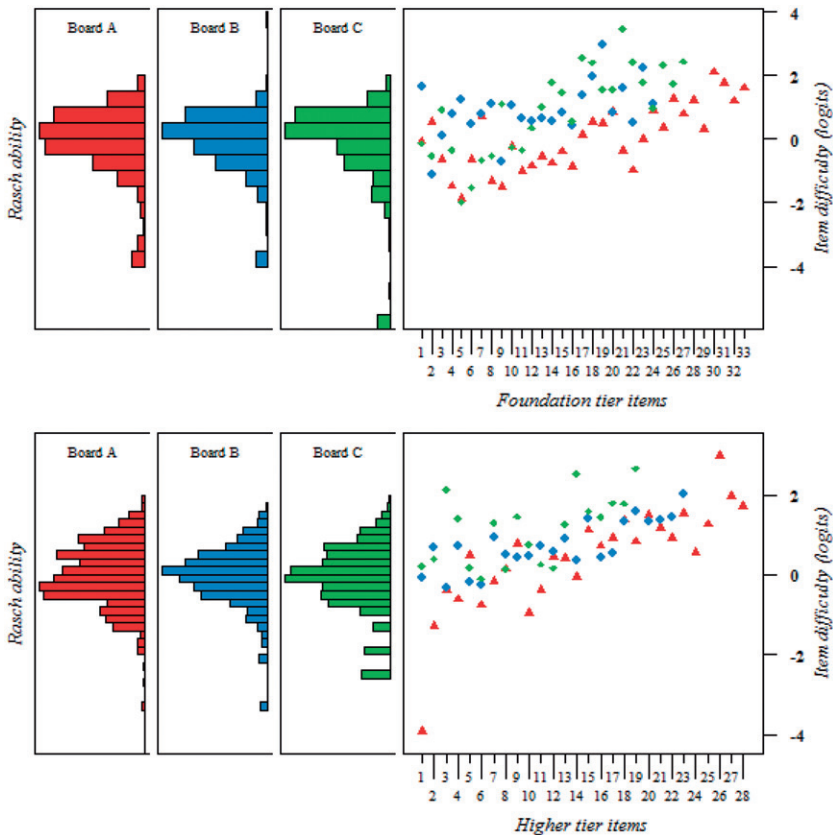 Board A
Board B
Board C
Rasch ability
4
2
0
-2
-4
Item difficulty (logits)
1 3 5 7 9 11 13 15 17 19 21 23 25 27 29 31 33
2 4 6 8 10 12 14 16 18 20 22 24 26 28 30 32
Foundation tier items
Board A
Board B
Board C
Rasch ability
2
0
-2
-4
Item difficulty (logits)
1 3 5 7 9 11 13 15 17 19 21 23 25 27
2 4 6 8 10 12 14 16 18 20 22 24 26 28
Higher tier items